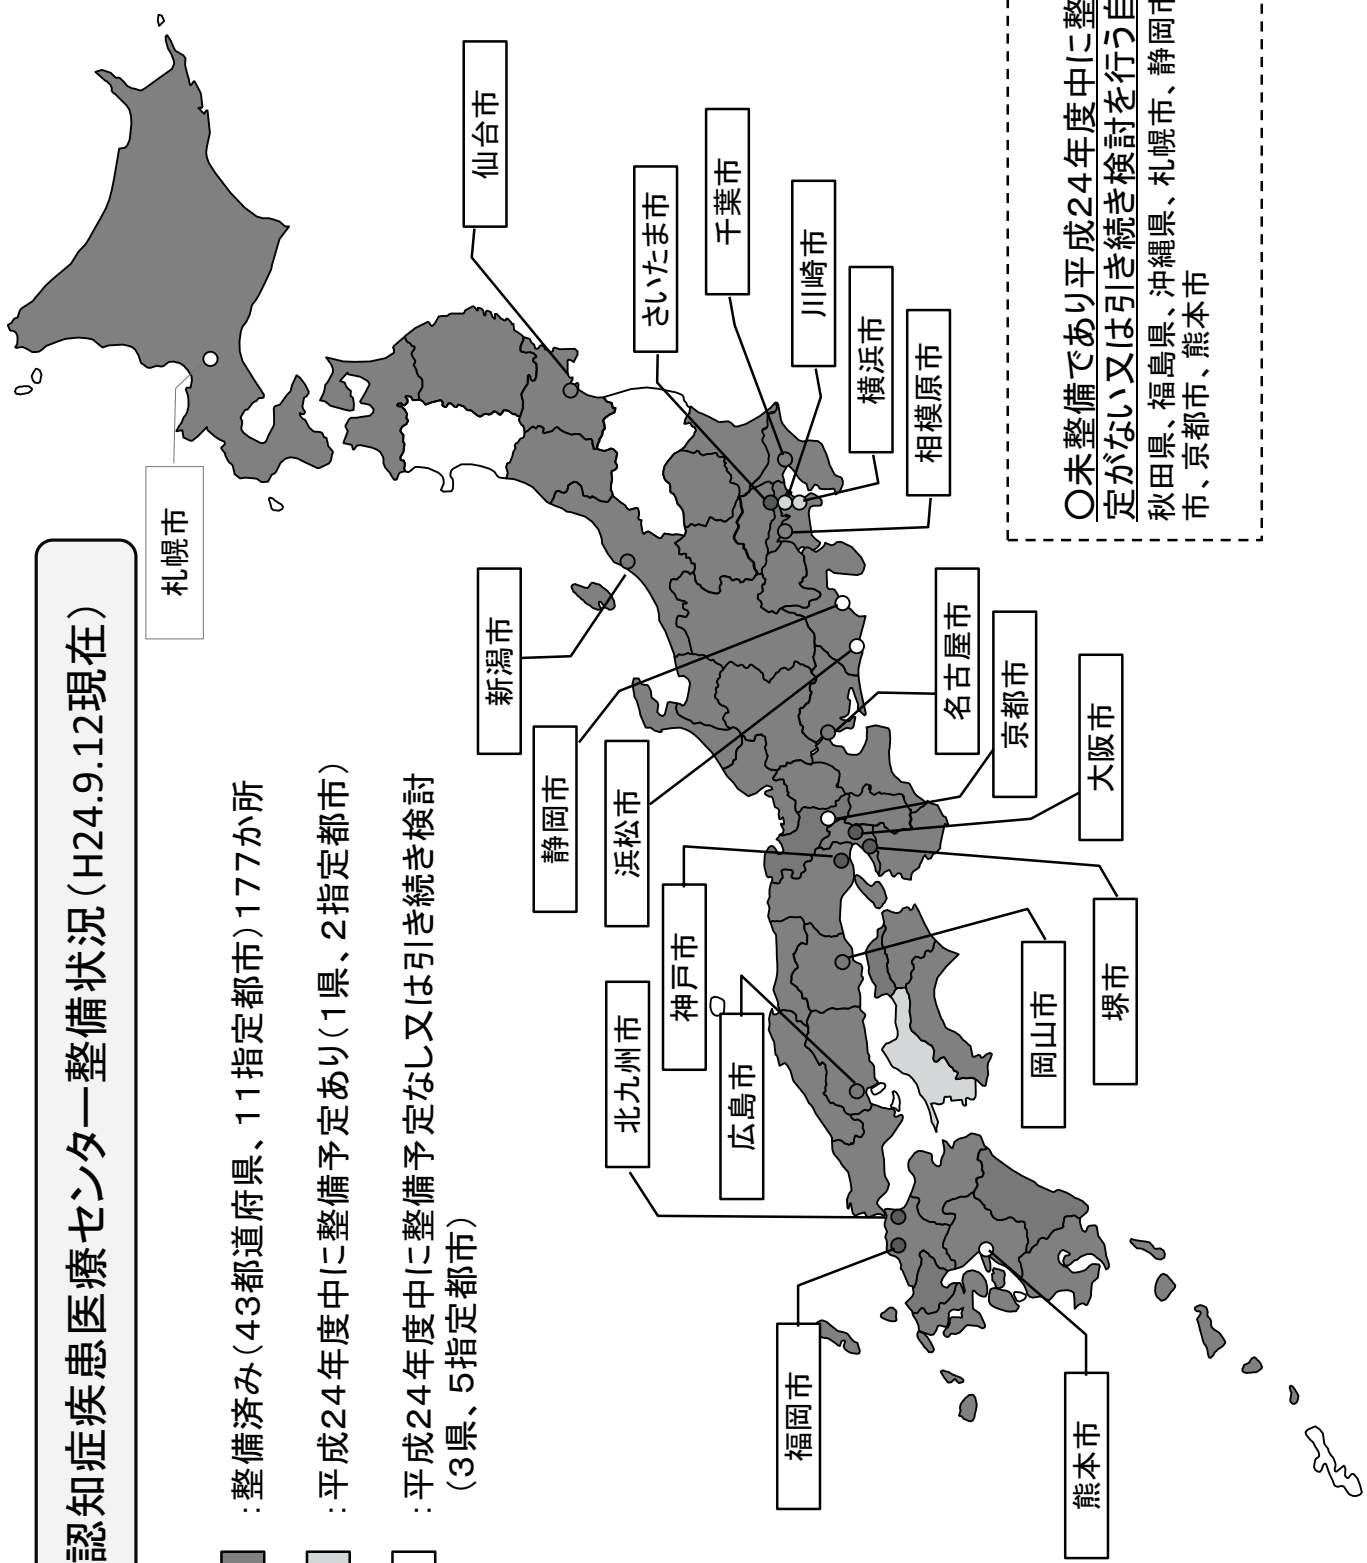 認知症疾患医療センター整備状況（H24.9.12現在）
：整備済み（43都道府県、11指定都市）177か所
：平成24年度中に整備予定あり（1県、2指定都市）
：平成24年度中に整備予定なし又は引き続き検討
（3県、5指定都市）
札幌市
仙台市
さいたま市
千葉市
川崎市
横浜市
相模原市
新潟市
静岡市
浜松市
名古屋市
京都市
大阪市
堺市
神戸市
岡山市
広島市
北九州市
福岡市
熊本市
〇未整備であり平成24年度中に整
定がない又は引き続き検討を行う自
秋田県、福島県、沖縄県、札幌市、静岡市
市、京都市、熊本市